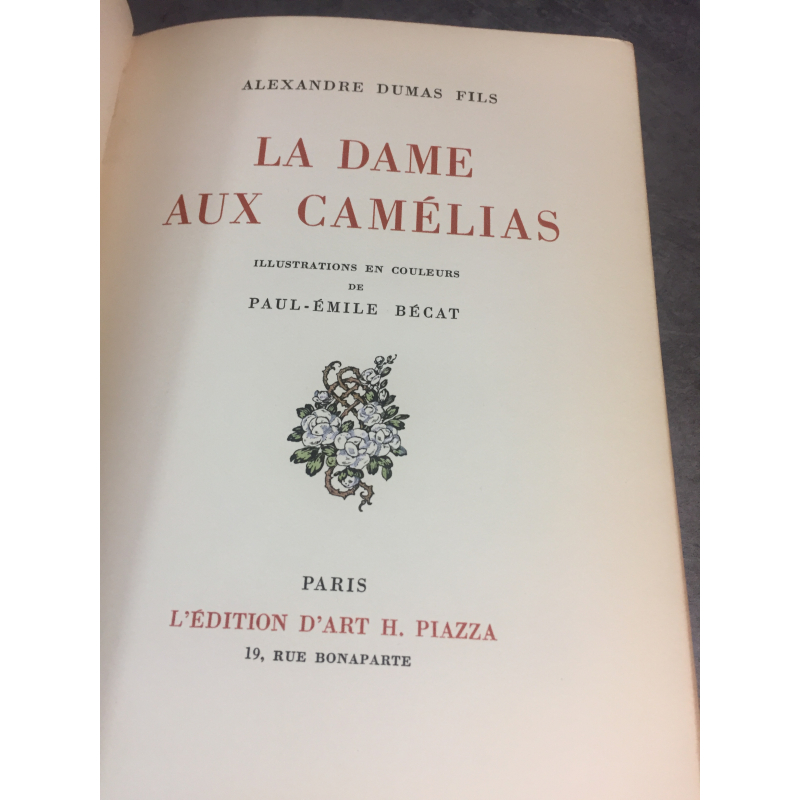 ALEXANDRE DUMAS FILS
LA DAME
AUX CAMÉLIAS
ILLUSTRATIONS EN COULEURS
DE
PAUL-ÉMILE BÉCAT
PARIS
L'ÉDITION D'ART H. PIAZZA
19, RUE BONAPARTE